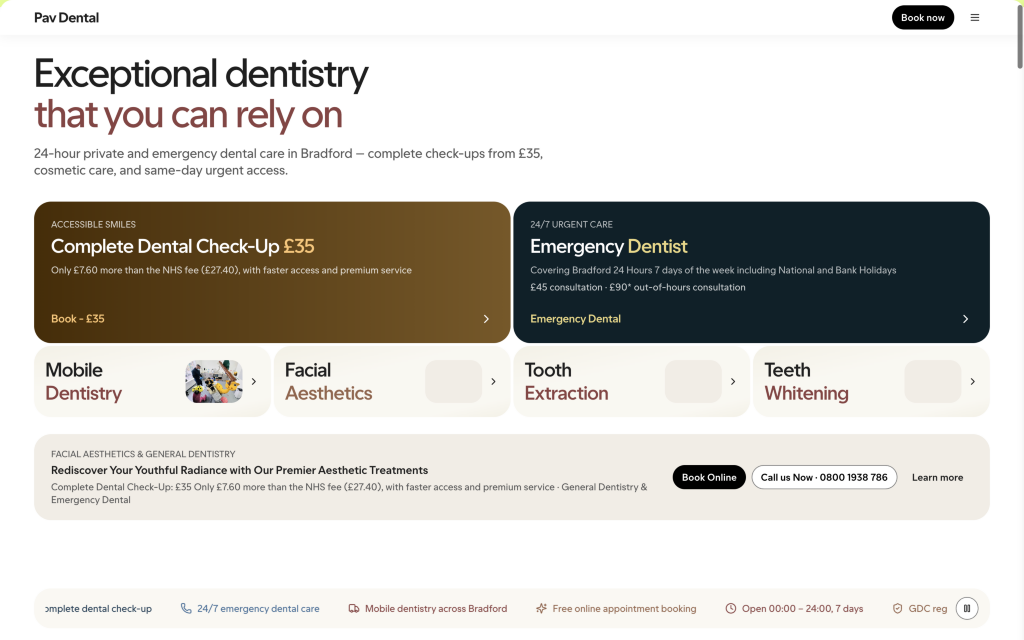 Pav Dental
Book now
Exceptional dentistry
that you can rely on
24-hour private and emergency dental care in Bradford — complete check-ups from £35,
cosmetic care, and same-day urgent access.
ACCESSIBLE SMILES
Complete Dental Check-Up £35
Only £7.60 more than the NHS fee (£27.40), with faster access and premium service
Book - £35
24/7 URGENT CARE
Emergency Dentist
Covering Bradford 24 Hours 7 days of the week including National and Bank Holidays
£45 consultation · £90* out-of-hours consultation
Emergency Dental
Mobile
Dentistry
Facial
Aesthetics
Tooth
Extraction
Teeth
Whitening
FACIAL AESTHETICS & GENERAL DENTISTRY
Rediscover Your Youthful Radiance with Our Premier Aesthetic Treatments
Complete Dental Check-Up: £35 Only £7.60 more than the NHS fee (£27.40), with faster access and premium service · General Dentistry &
Emergency Dental
Book Online
Call us Now · 0800 1938 786
Learn more
omplete dental check-up
24/7 emergency dental care
Mobile dentistry across Bradford
Free online appointment booking
Open 00:00 – 24:00, 7 days
GDC reg